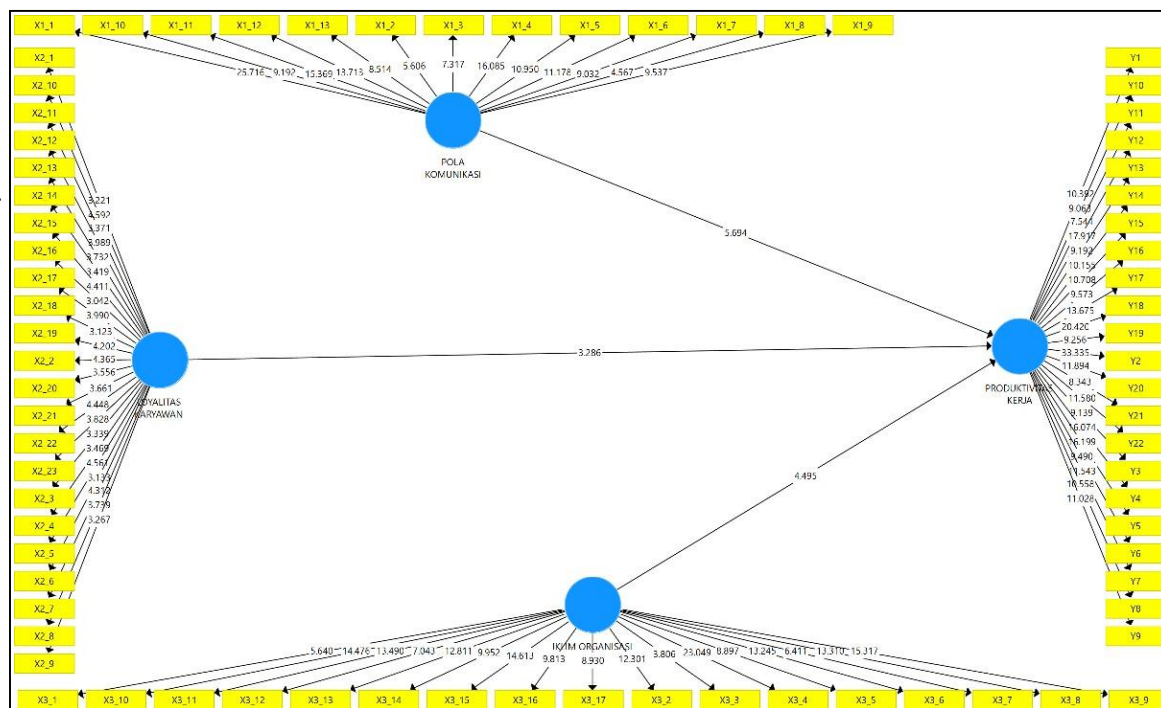 X1_1 X1_10 X1_11 X1_12 X1_13 X1_2 X1_3 X1_4 X1_5 X1_6 X1_7 X1_8 X1_9
25.716 9.192 15.369 13.713 8.514 5.606 7.317 16.085 10.950 11.178 9.032 4.567 9.537
POLA
KOMUNIKASI
X2_1
X2_10
X2_11
X2_12
X2_13
X2_14
X2_15
X2_16
X2_17
X2_18
X2_19
X2_2
X2_20
X2_21
X2_22
X2_23
X2_3
X2_4
X2_5
X2_6
X2_7
X2_8
X2_9
3.221
4.592
3.371
3.989
3.732
3.419
4.411
3.042
3.990
3.123
4.202
4.365
3.556
3.661
4.448
3.828
3.339
3.469
4.561
3.133
4.312
3.739
3.267
LOYALITAS
KARYAWAN
5.694
3.286
4.495
PRODUKTIVITAS
KERJA
10.392
9.063
7.544
17.917
9.192
10.155
10.708
9.573
13.675
20.420
9.256
33.335
11.894
8.343
11.580
9.139
16.074
16.199
9.490
11.543
10.558
11.028
Y1
Y10
Y11
Y12
Y13
Y14
Y15
Y16
Y17
Y18
Y19
Y2
Y20
Y21
Y22
Y3
Y4
Y5
Y6
Y7
Y8
Y9
IKLIM ORGANISASI
5.640 14.476 13.490 7.043 12.811 9.952 14.613 9.813 8.930 12.301 3.806 23.049 8.897 13.245 6.411 13.310 15.317
X3_1 X3_10 X3_11 X3_12 X3_13 X3_14 X3_15 X3_16 X3_17 X3_2 X3_3 X3_4 X3_5 X3_6 X3_7 X3_8 X3_9